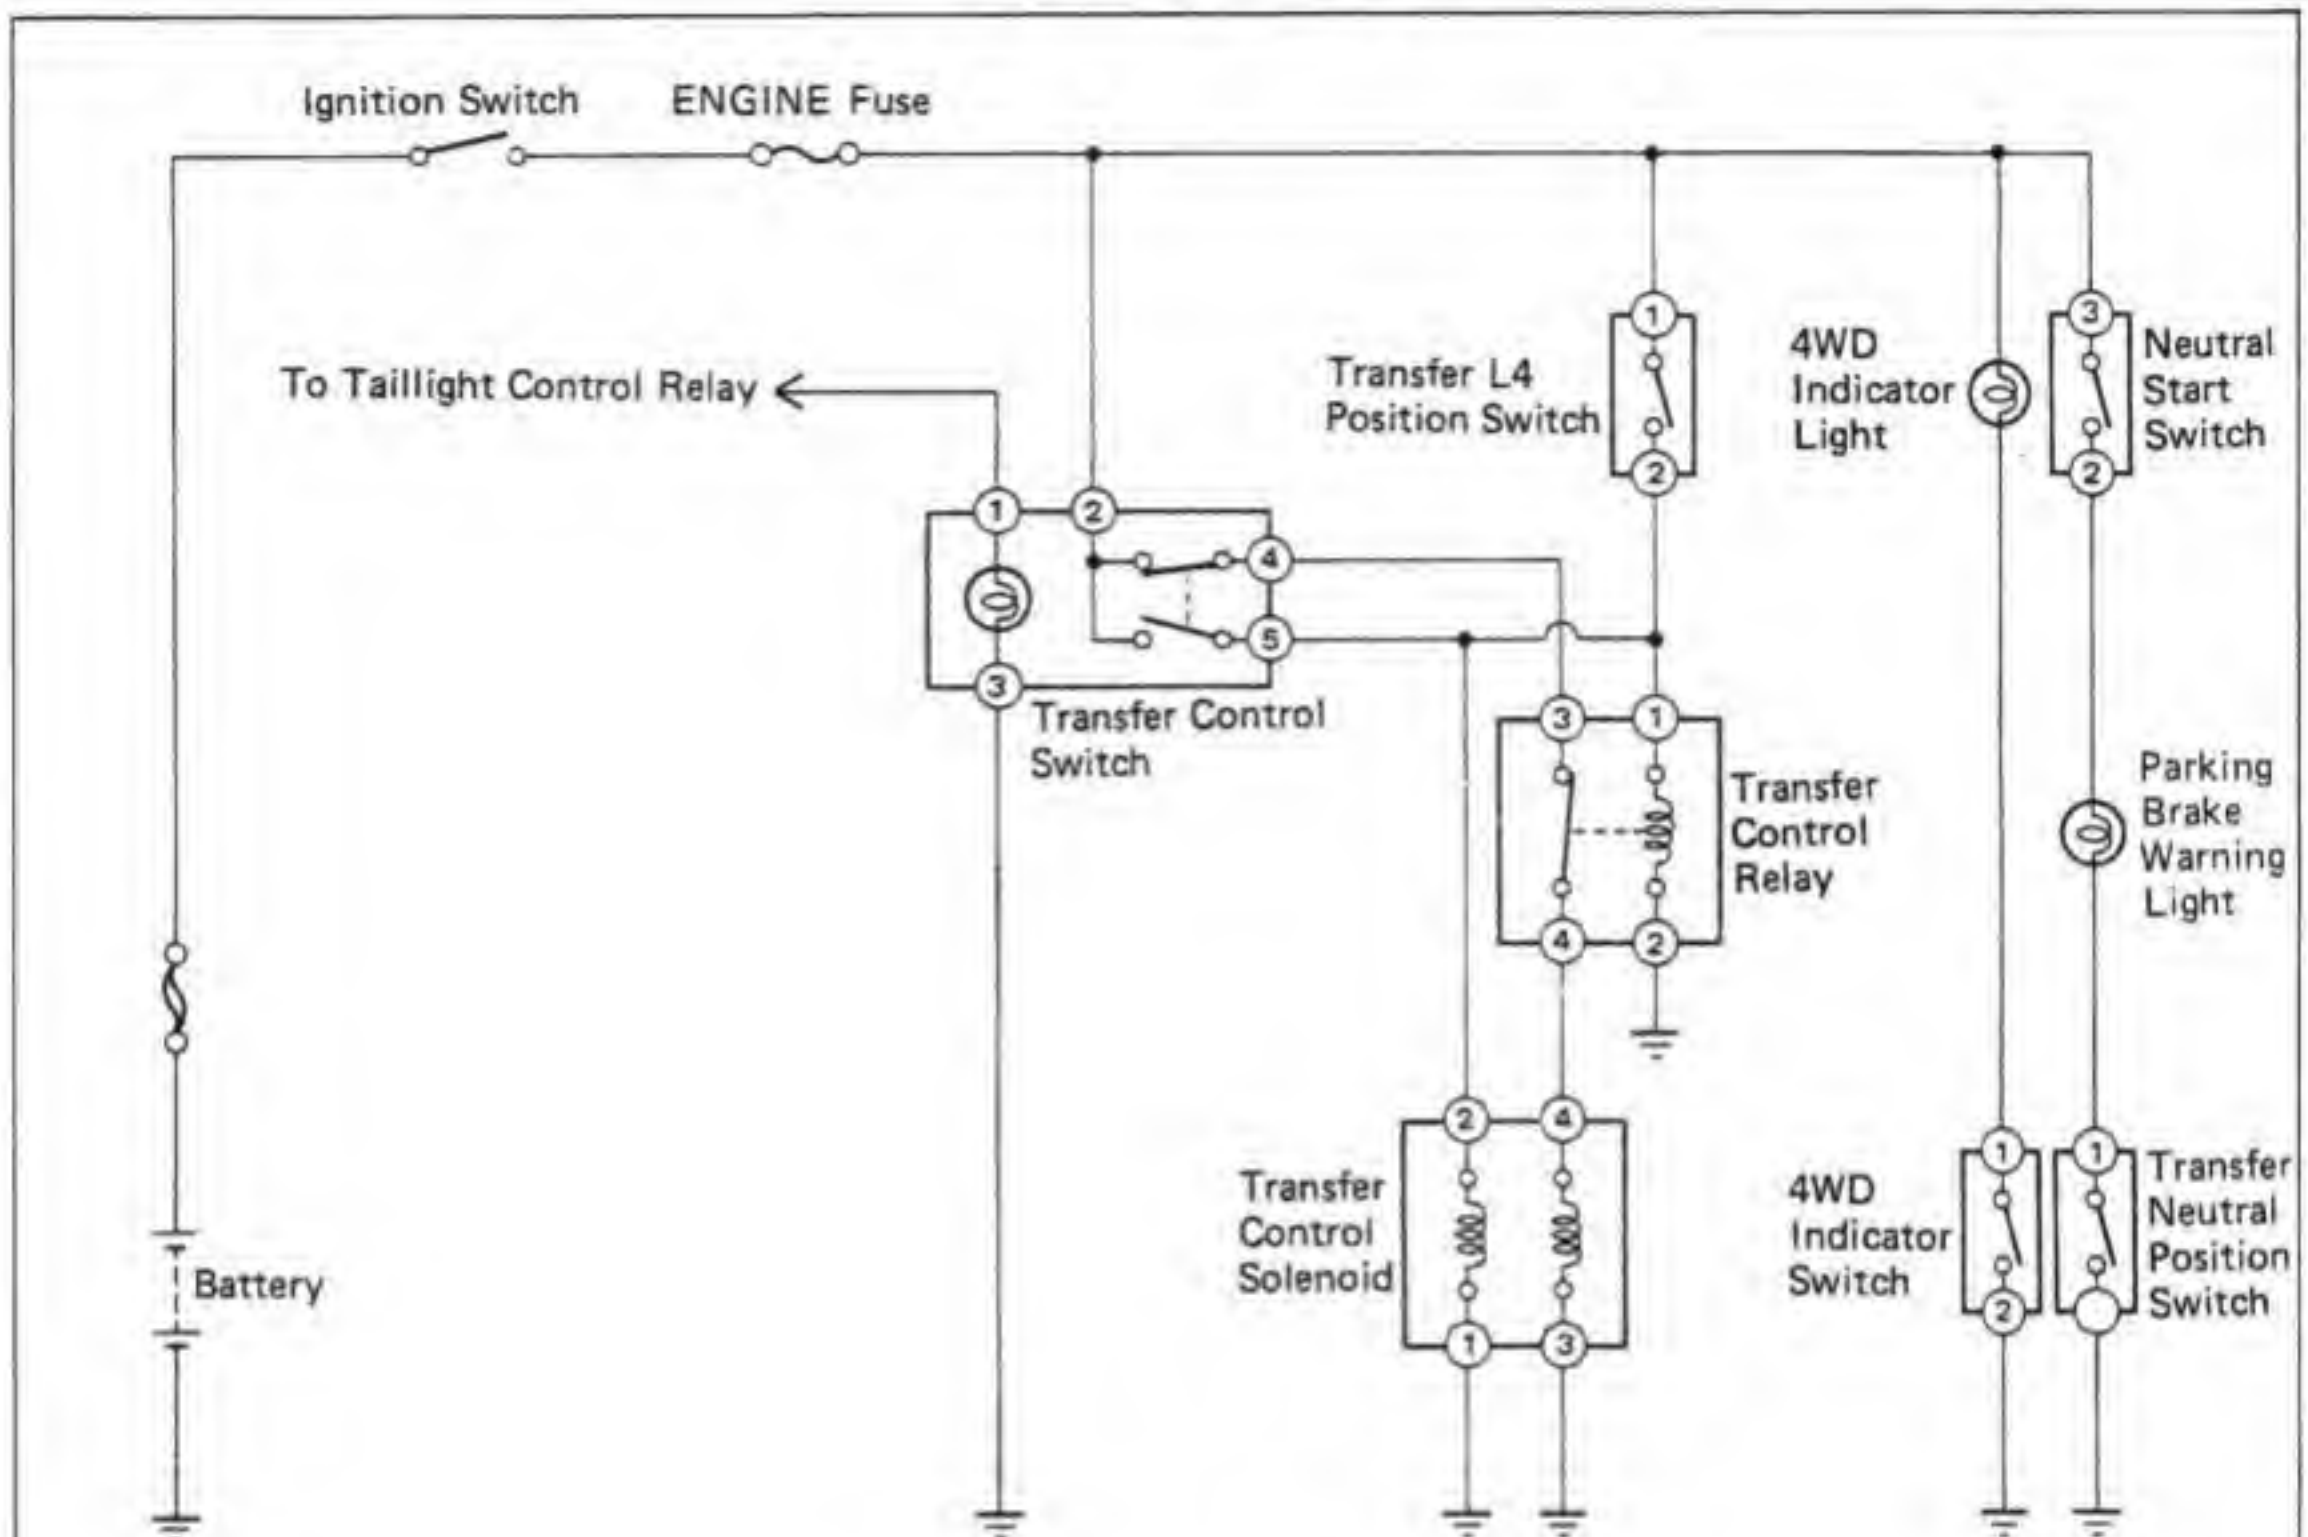 Ignition Switch
ENGINE Fuse
To Taillight Control Relay
Transfer L4
Position Switch
1
2
4WD
Indicator
Light
3
2
Neutral
Start
Switch
1
2
4
5
3
Transfer Control
Switch
3
1
4
2
Transfer
Control
Relay
Parking
Brake
Warning
Light
Battery
Transfer
Control
Solenoid
2
4
1
3
4WD
Indicator
Switch
1
2
1
Transfer
Neutral
Position
Switch